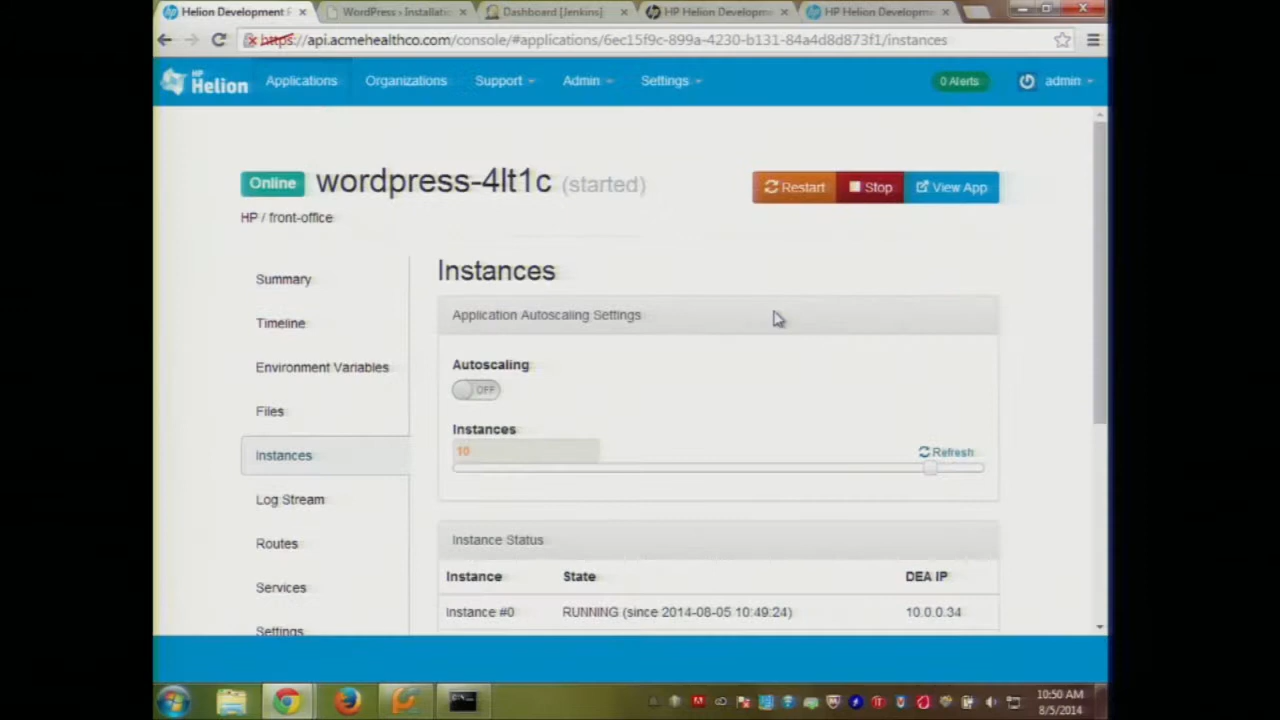 Helion Development P
WordPress › Installatio
Dashboard [Jenkins]
HP Helion Developme
HP Helion Developme
https://api.acmehealthco.com/console/#applications/6ec15f9c-899a-4230-b131-84a4d8d873f1/instances
HP Helion
Applications
Organizations
Support
Admin
Settings
0 Alerts
admin
Online
wordpress-4lt1c (started)
Restart
Stop
View App
HP / front-office
Summary
Timeline
Environment Variables
Files
Instances
Log Stream
Routes
Services
Settings
Instances
Application Autoscaling Settings
Autoscaling
OFF
Instances
10
Refresh
Instance Status
Instance State DEA IP
Instance #0 RUNNING (since 2014-08-05 10:49:24) 10.0.0.34
10:50 AM
8/5/2014